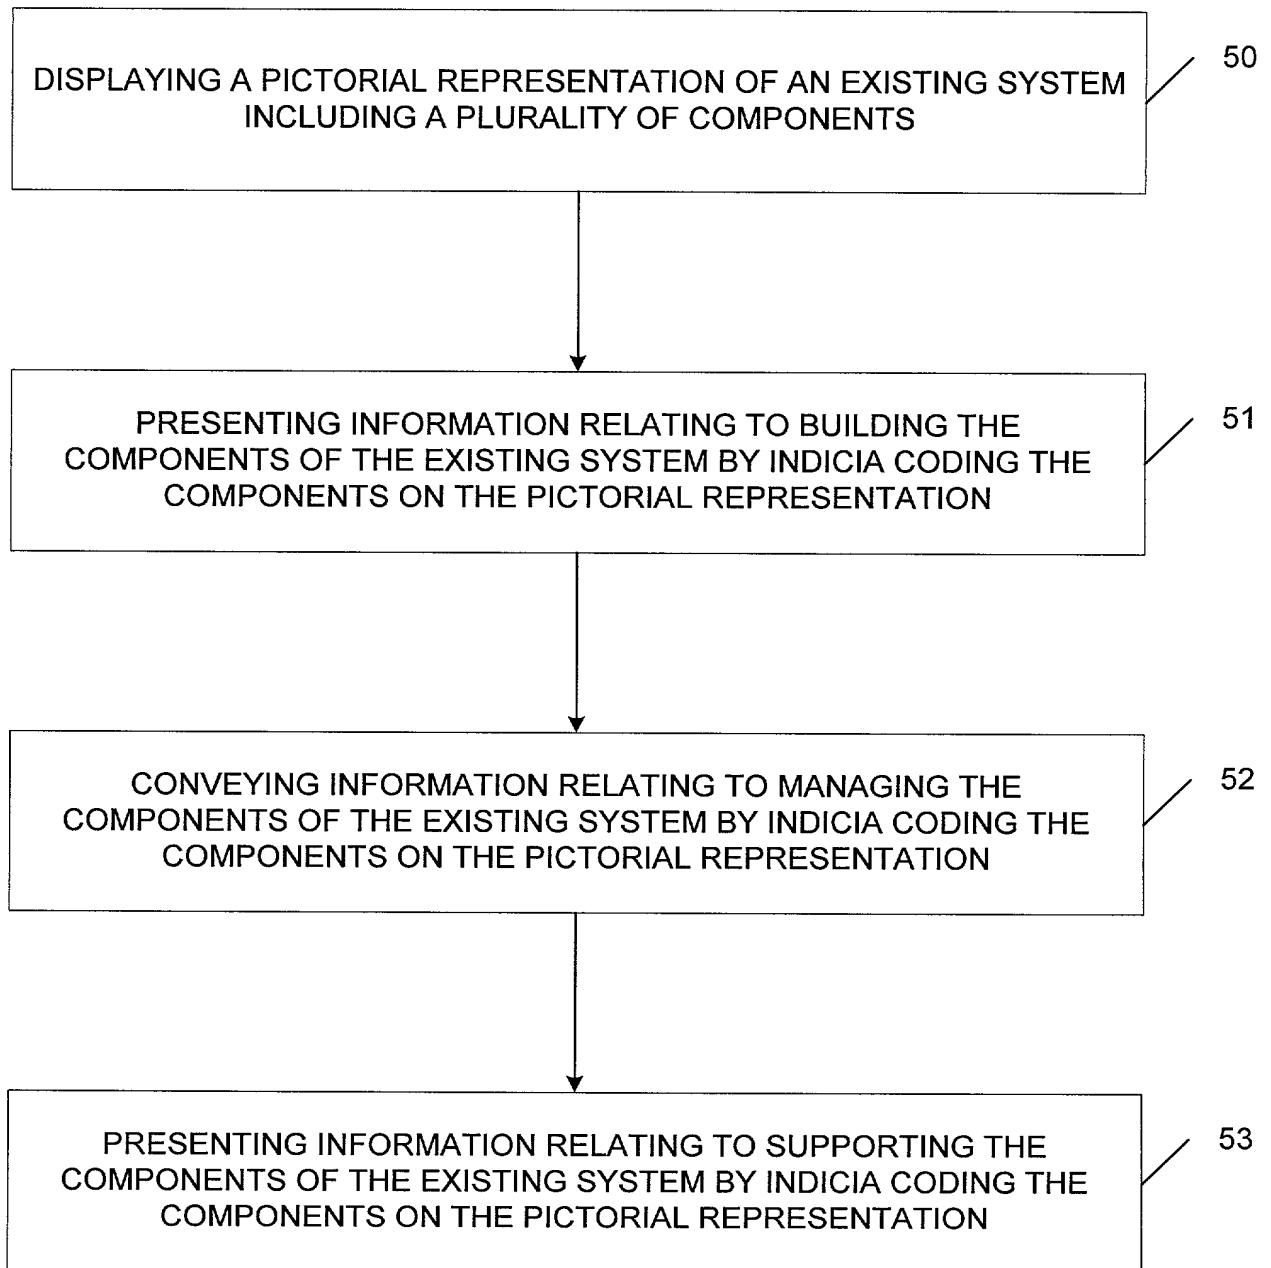 DISPLAYING A PICTORIAL REPRESENTATION OF AN EXISTING SYSTEM
INCLUDING A PLURALITY OF COMPONENTS
50
PRESENTING INFORMATION RELATING TO BUILDING THE
COMPONENTS OF THE EXISTING SYSTEM BY INDICIA CODING THE
COMPONENTS ON THE PICTORIAL REPRESENTATION
51
CONVEYING INFORMATION RELATING TO MANAGING THE
COMPONENTS OF THE EXISTING SYSTEM BY INDICIA CODING THE
COMPONENTS ON THE PICTORIAL REPRESENTATION
52
PRESENTING INFORMATION RELATING TO SUPPORTING THE
COMPONENTS OF THE EXISTING SYSTEM BY INDICIA CODING THE
COMPONENTS ON THE PICTORIAL REPRESENTATION
53